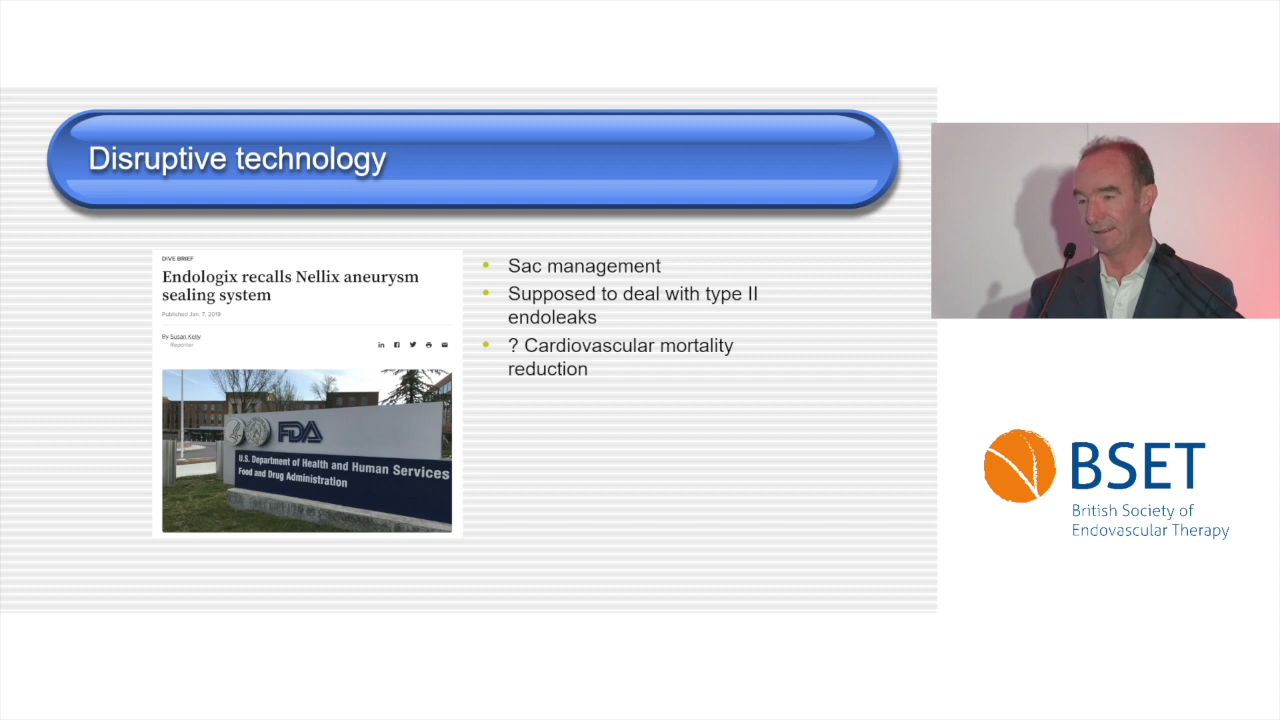 Disruptive technology
DIVE BRIEF
Endologix recalls Nellix aneurysm
sealing system
Published Jan. 7, 2019
By Susan Kelly
Reporter
FDA
U.S. Department of Health and Human Services
Food and Drug Administration
• Sac management
• Supposed to deal with type II
endoleaks
• ? Cardiovascular mortality
reduction
BSET
British Society of
Endovascular Therapy